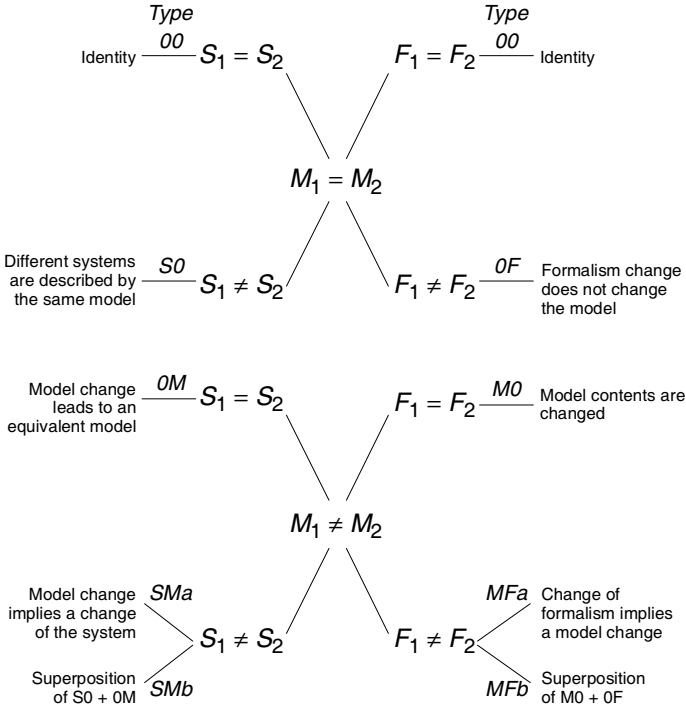 Type Type
Identity 00 S₁ = S₂ F₁ = F₂ 00 Identity
M₁ = M₂
Different systems
are described by
the same model
S0
S₁ ≠ S₂
F₁ ≠ F₂
0F
Formalism change
does not change
the model
Model change
leads to an
equivalent model
0M
S₁ = S₂
F₁ = F₂
M0
Model contents are
changed
M₁ ≠ M₂
Model change
implies a change
of the system
SMa
Superposition
of S0 + 0M
SMb
S₁ ≠ S₂
F₁ ≠ F₂
MFa
Change of
formalism implies
a model change
MFb
Superposition
of M0 + 0F